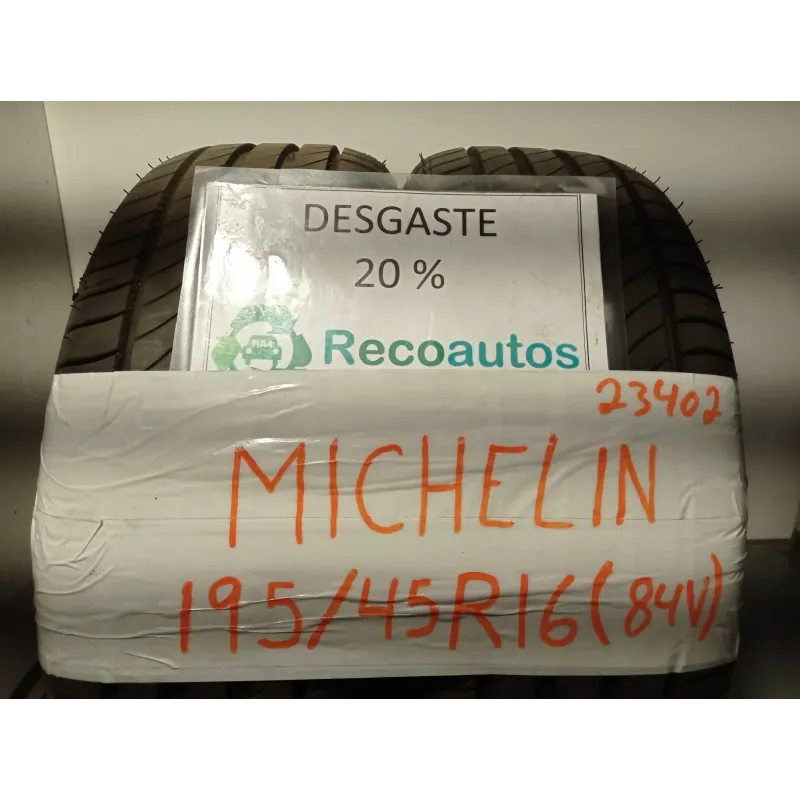 DESGASTE
20 %
Recoautos
23402
MICHELIN
195/45R16(84V)